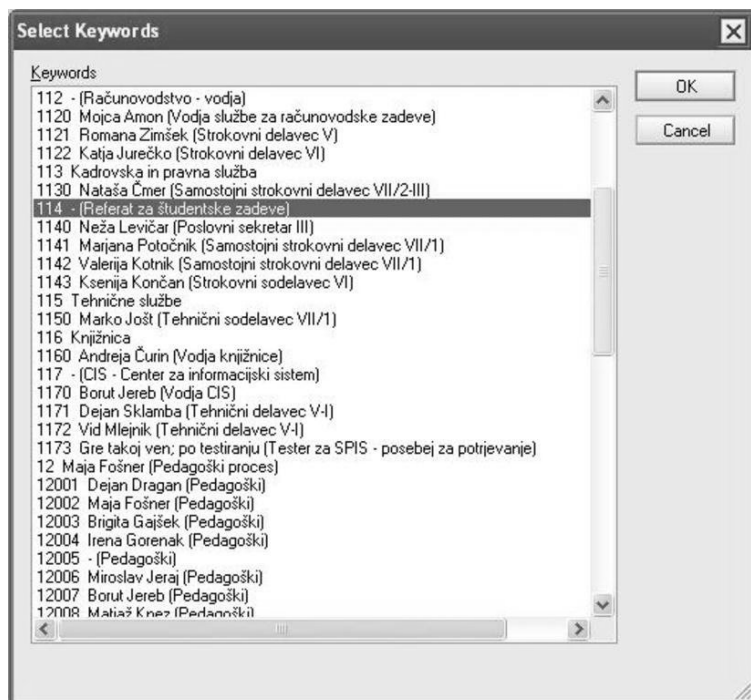 Select Keywords
Keywords
112 - (Računovodstvo - vodja)
1120 Mojca Amon (Vodja službe za računovodske zadeve)
1121 Romana Zimšek (Strokovni delavec V)
1122 Katja Jurečko (Strokovni delavec VI)
113 Kadrovska in pravna služba
1130 Nataša Čmer (Samostojni strokovni delavec VII/2-III)
114 - (Referat za študentske zadeve)
1140 Neža Levičar (Poslovni sekretar III)
1141 Marjana Potočnik (Samostojni strokovni delavec VII/1)
1142 Valerija Kotnik (Samostojni strokovni delavec VII/1)
1143 Ksenija Končan (Strokovni sodelavec VI)
115 Tehnične službe
1150 Marko Jošt (Tehnični sodelavec VII/1)
116 Knjižnica
1160 Andreja Čurin (Vodja knjižnice)
117 - (CIS - Center za informacijski sistem)
1170 Borut Jereb (Vodja CIS)
1171 Dejan Sklamba (Tehnični delavec V-I)
1172 Vid Mlejnik (Tehnični delavec V-I)
1173 Gre takoj ven; po testiranju (Tester za SPIS - posebej za potrjevanje)
12 Maja Fošner (Pedagoški proces)
12001 Dejan Dragan (Pedagoški)
12002 Maja Fošner (Pedagoški)
12003 Brigita Gajšek (Pedagoški)
12004 Irena Gorenak (Pedagoški)
12005 - (Pedagoški)
12006 Miroslav Jeraj (Pedagoški)
12007 Borut Jereb (Pedagoški)
12008 Matjaž Knez (Pedagoški)
OK
Cancel